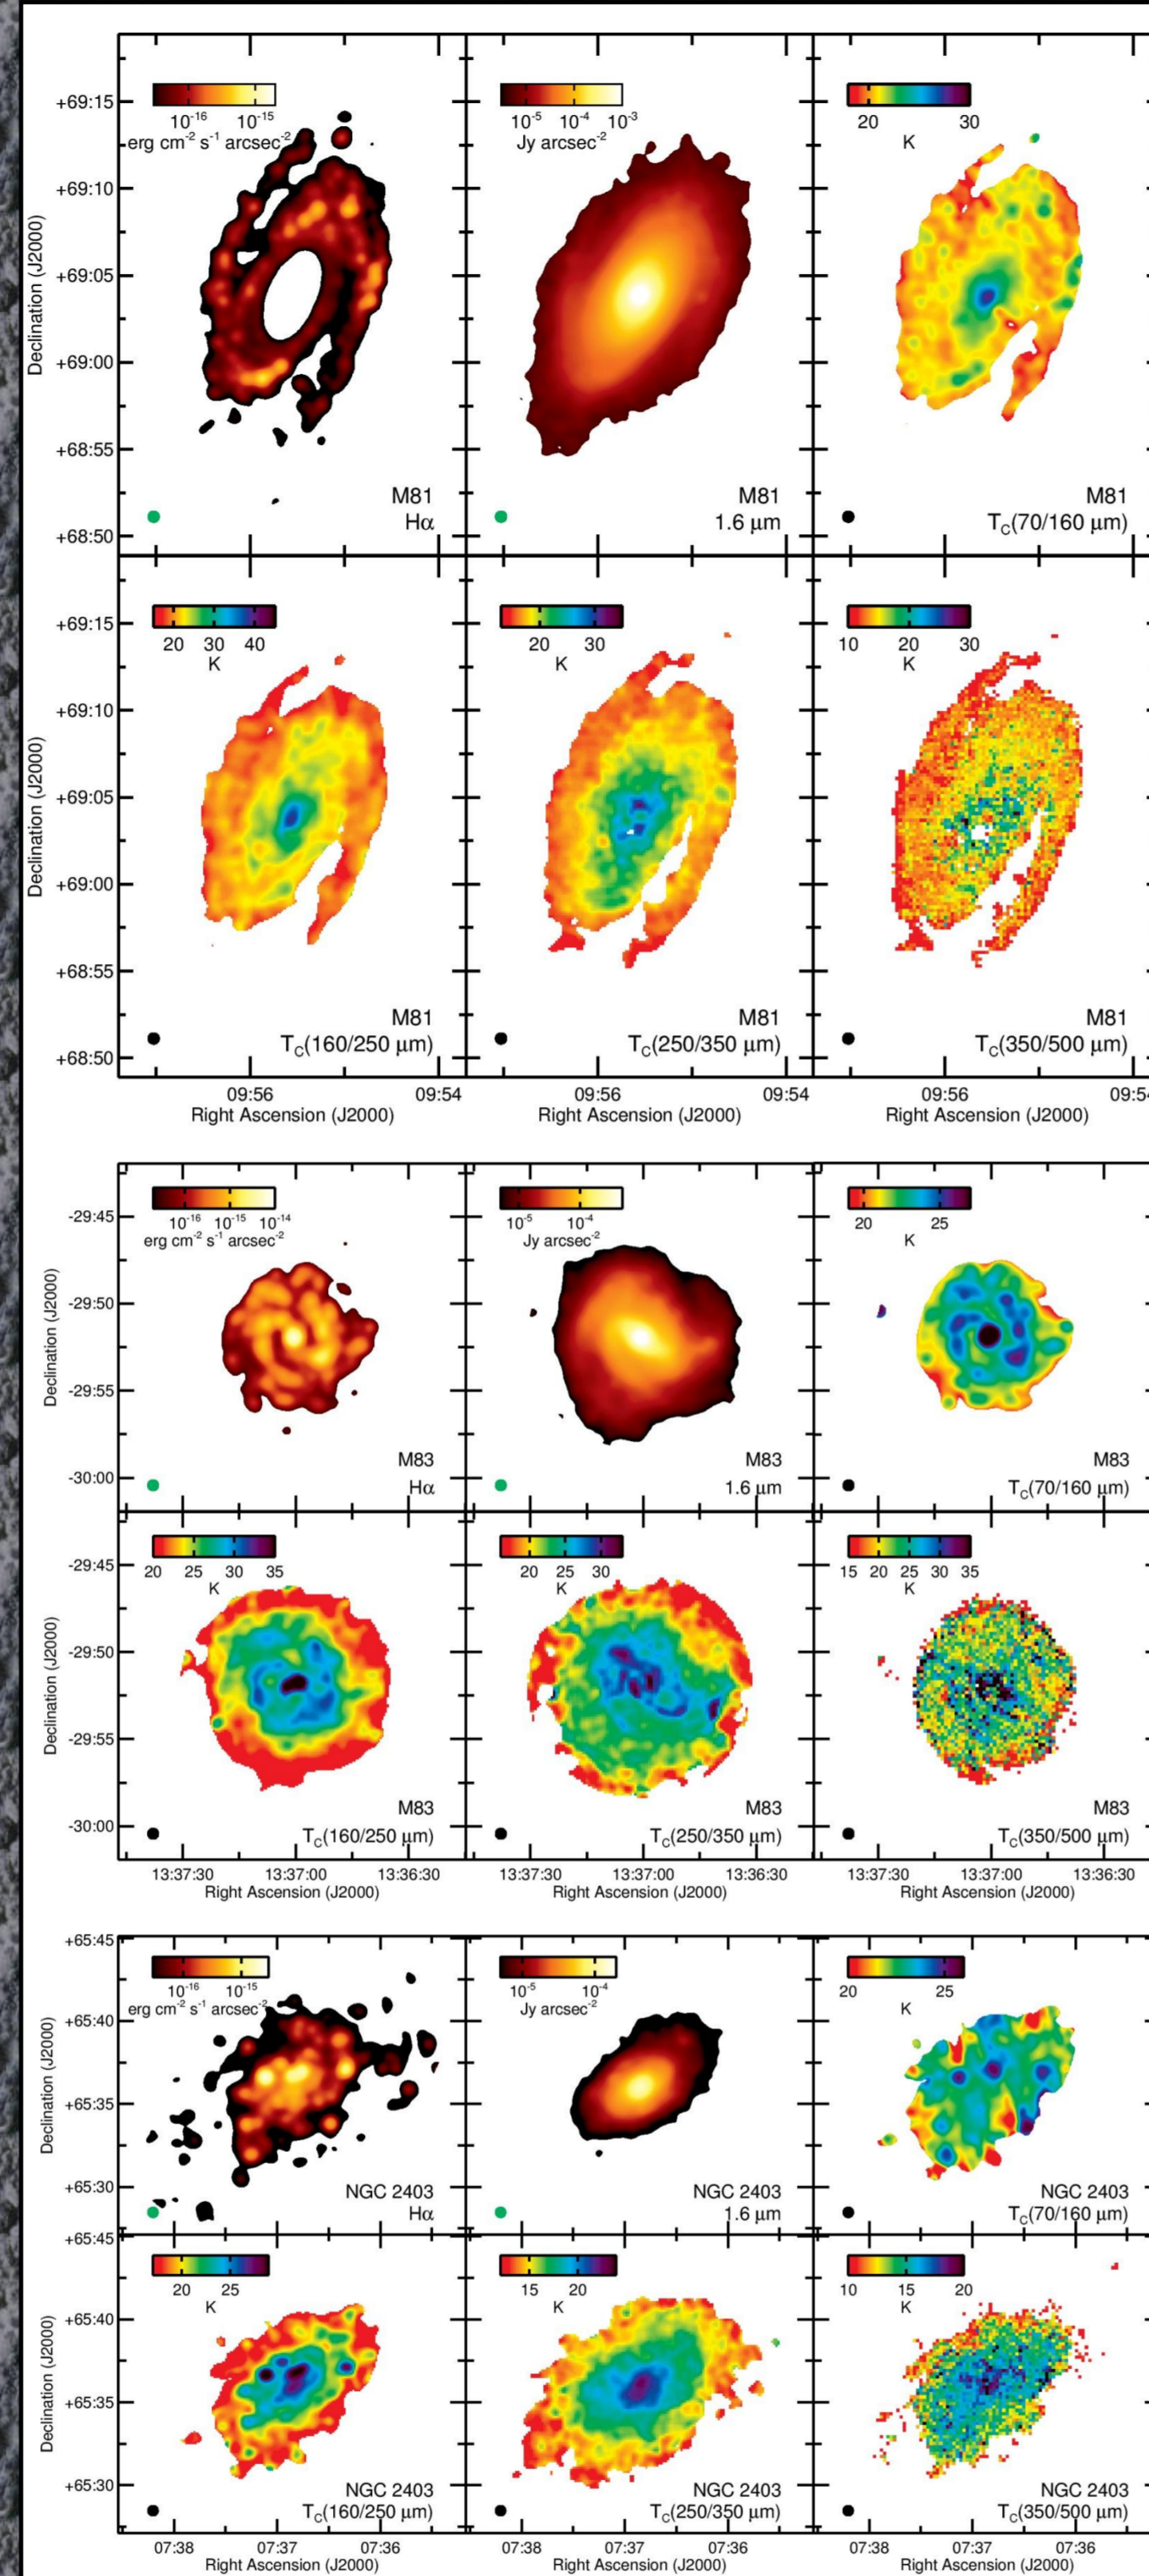 10⁻¹⁶ 10⁻¹⁵
erg cm⁻² s⁻¹ arcsec⁻²
10⁻⁵ 10⁻⁴ 10⁻³
Jy arcsec⁻²
20 30
K
+69:15
+69:10
+69:05
+69:00
+68:55
+68:50
Declination (J2000)
M81
Hα
M81
1.6 μm
M81
T_C(70/160 μm)
20 30 40
K
20 30
K
10 20 30
K
+69:15
+69:10
+69:05
+69:00
+68:55
+68:50
Declination (J2000)
M81
T_C(160/250 μm)
M81
T_C(250/350 μm)
M81
T_C(350/500 μm)
09:56 09:54
09:56 09:54
09:56 09:54
Right Ascension (J2000)
Right Ascension (J2000)
Right Ascension (J2000)
10⁻¹⁶ 10⁻¹⁵ 10⁻¹⁴
erg cm⁻² s⁻¹ arcsec⁻²
10⁻⁵ 10⁻⁴
Jy arcsec⁻²
20 25
K
-29:45
-29:50
-29:55
-30:00
Declination (J2000)
M83
Hα
M83
1.6 μm
M83
T_C(70/160 μm)
20 25 30 35
K
20 25 30
K
15 20 25 30 35
K
-29:45
-29:50
-29:55
-30:00
Declination (J2000)
M83
T_C(160/250 μm)
M83
T_C(250/350 μm)
M83
T_C(350/500 μm)
13:37:30 13:37:00 13:36:30
13:37:30 13:37:00 13:36:30
13:37:30 13:37:00 13:36:30
Right Ascension (J2000)
Right Ascension (J2000)
Right Ascension (J2000)
10⁻¹⁶ 10⁻¹⁵
erg cm⁻² s⁻¹ arcsec⁻²
10⁻⁵ 10⁻⁴
Jy arcsec⁻²
20 25
K
+65:45
+65:40
+65:35
+65:30
Declination (J2000)
NGC 2403
Hα
NGC 2403
1.6 μm
NGC 2403
T_C(70/160 μm)
20 25
K
15 20
K
10 15 20
K
+65:45
+65:40
+65:35
+65:30
Declination (J2000)
NGC 2403
T_C(160/250 μm)
NGC 2403
T_C(250/350 μm)
NGC 2403
T_C(350/500 μm)
07:38 07:37 07:36
07:38 07:37 07:36
07:38 07:37 07:36
Right Ascension (J2000)
Right Ascension (J2000)
Right Ascension (J2000)